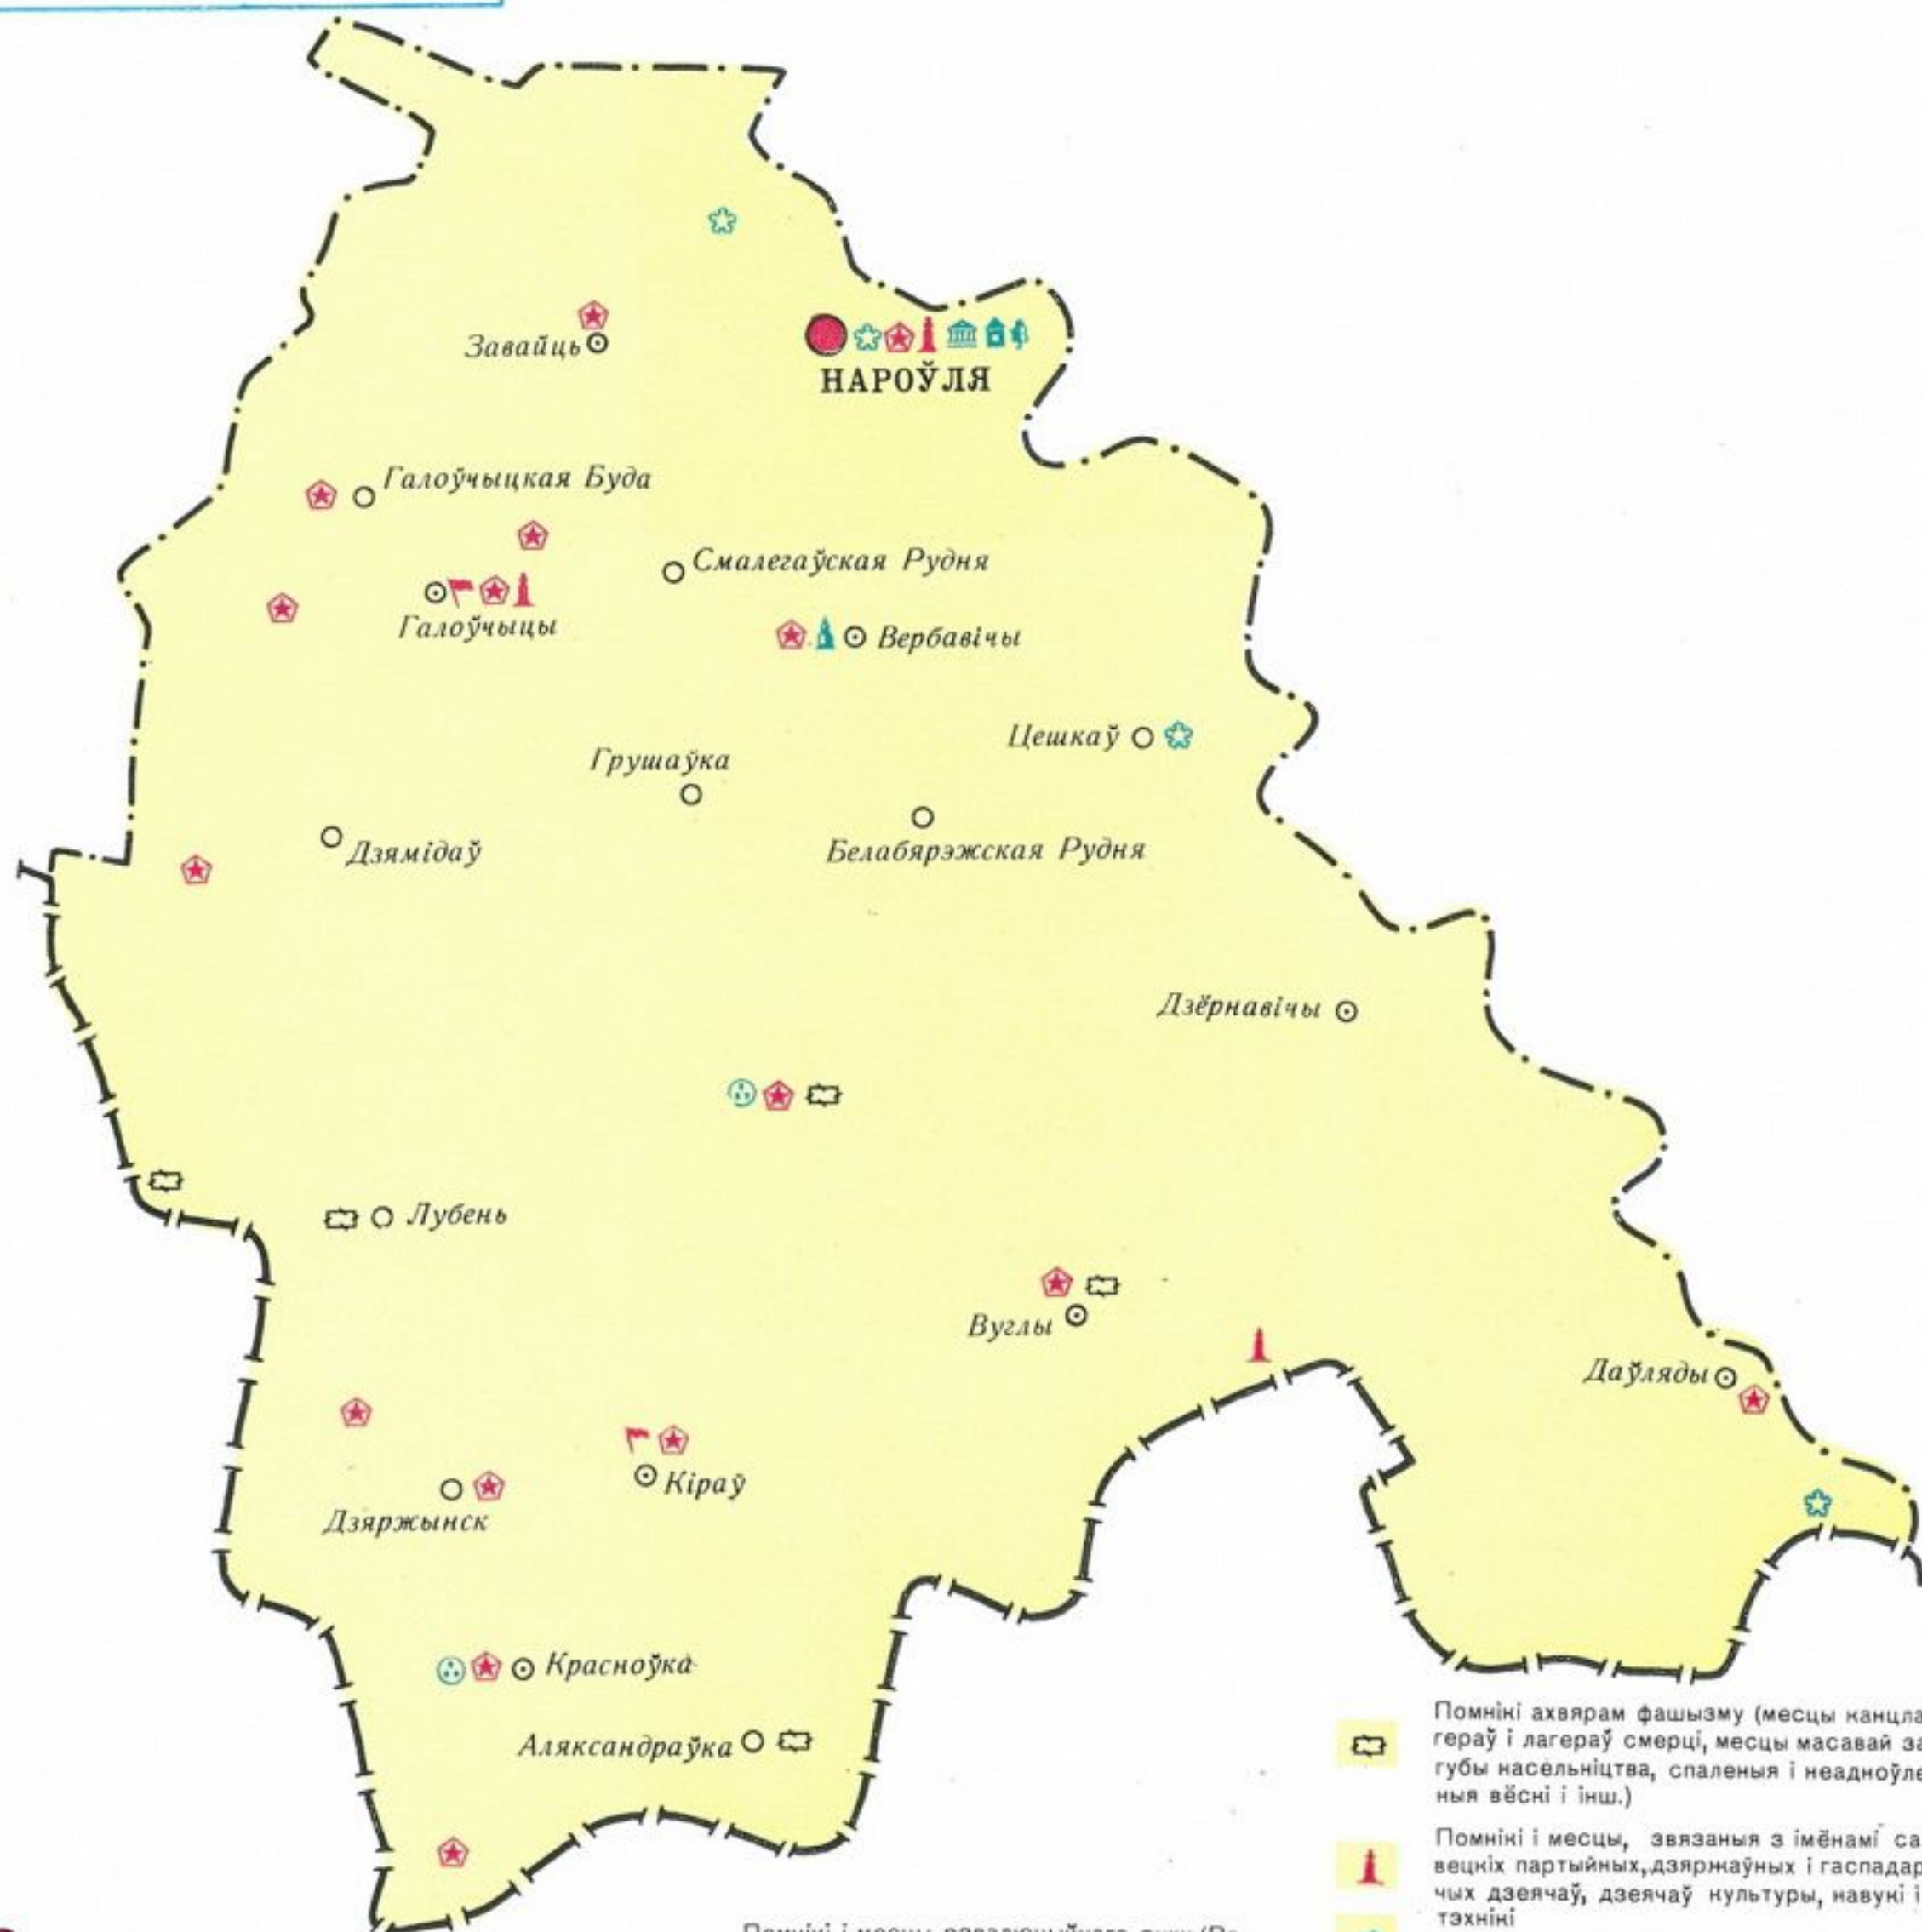 Завайць
НАРОЎЛЯ
Галоўчыцкая Буда
Смалегаўская Рудня
Галоўчыцы
Вербавічы
Цешкаў
Грушаўка
Дзямідаў
Белабярэжская Рудня
Дзёрнавічы
Лубень
Вуглы
Даўляды
Кіраў
Дзяржынск
Красноўка
Аляксандраўка
Помнікі ахвярам фашызму (месцы канцла
гераў і лагераў смерці, месцы масавай за
губы насельніцтва, спаленыя і неадноўле
ныя вёскі і інш.)
Помнікі і месцы, звязаныя з імёнамі са
вецкіх партыйных, дзяржаўных і гаспадар
чых дзеячаў, дзеячаў культуры, навукі і
тэхнікі